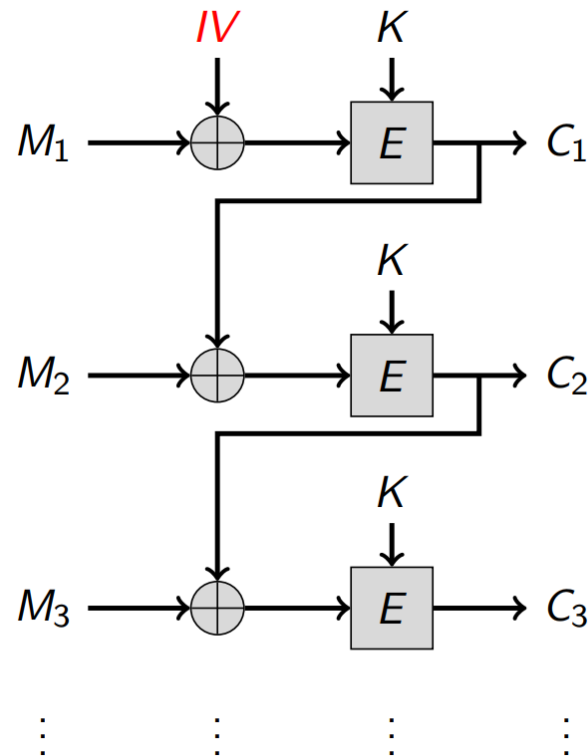 IV K
M₁ E C₁
K
M₂ E C₂
K
M₃ E C₃
⋮ ⋮ ⋮ ⋮